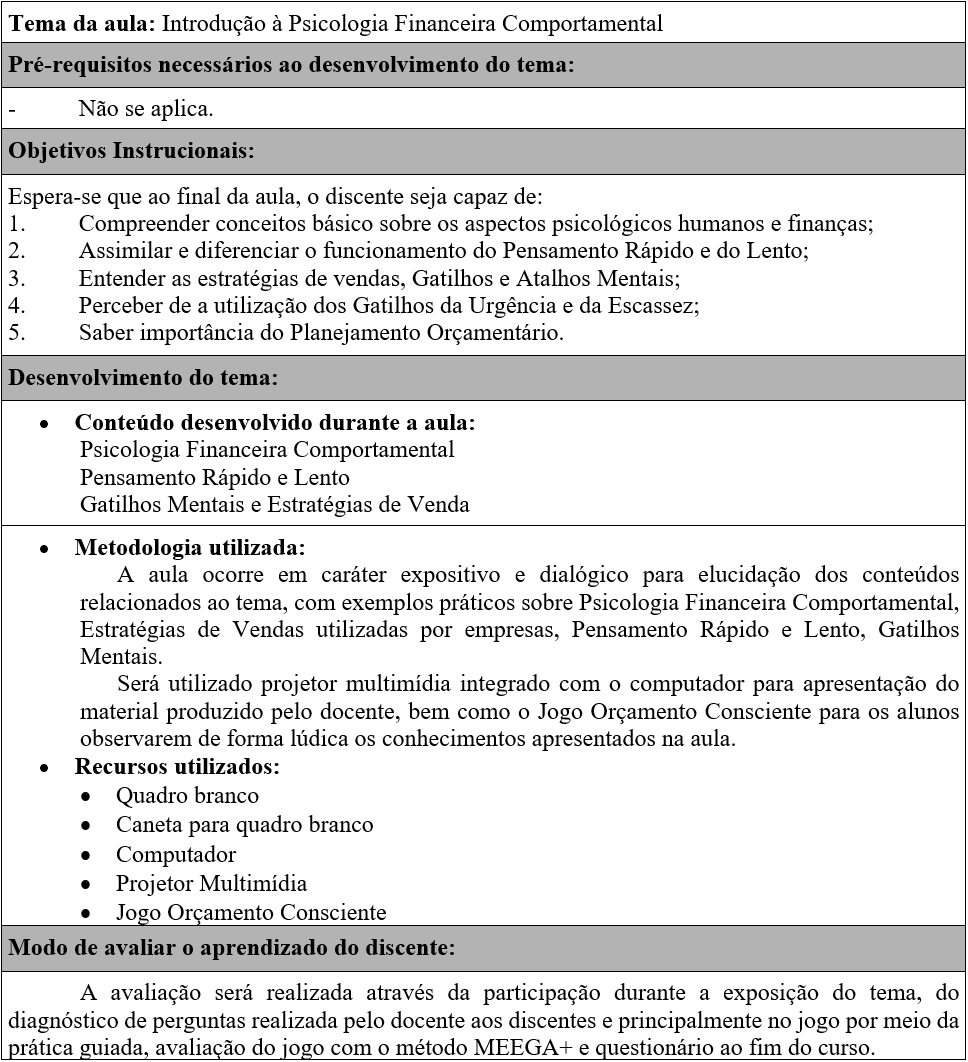 Tema da aula: Introdução à Psicologia Financeira Comportamental
Pré-requisitos necessários ao desenvolvimento do tema:
- Não se aplica.
Objetivos Instrucionais:
Espera-se que ao final da aula, o discente seja capaz de:
1. Compreender conceitos básico sobre os aspectos psicológicos humanos e finanças;
2. Assimilar e diferenciar o funcionamento do Pensamento Rápido e do Lento;
3. Entender as estratégias de vendas, Gatilhos e Atalhos Mentais;
4. Perceber de a utilização dos Gatilhos da Urgência e da Escassez;
5. Saber importância do Planejamento Orçamentário.
Desenvolvimento do tema:
• Conteúdo desenvolvido durante a aula:
Psicologia Financeira Comportamental
Pensamento Rápido e Lento
Gatilhos Mentais e Estratégias de Venda
• Metodologia utilizada:
A aula ocorre em caráter expositivo e dialógico para elucidação dos conteúdos
relacionados ao tema, com exemplos práticos sobre Psicologia Financeira Comportamental,
Estratégias de Vendas utilizadas por empresas, Pensamento Rápido e Lento, Gatilhos
Mentais.
Será utilizado projetor multimídia integrado com o computador para apresentação do
material produzido pelo docente, bem como o Jogo Orçamento Consciente para os alunos
observarem de forma lúdica os conhecimentos apresentados na aula.
• Recursos utilizados:
• Quadro branco
• Caneta para quadro branco
• Computador
• Projetor Multimídia
• Jogo Orçamento Consciente
Modo de avaliar o aprendizado do discente:
A avaliação será realizada através da participação durante a exposição do tema, do
diagnóstico de perguntas realizada pelo docente aos discentes e principalmente no jogo por meio da
prática guiada, avaliação do jogo com o método MEEGA+ e questionário ao fim do curso.